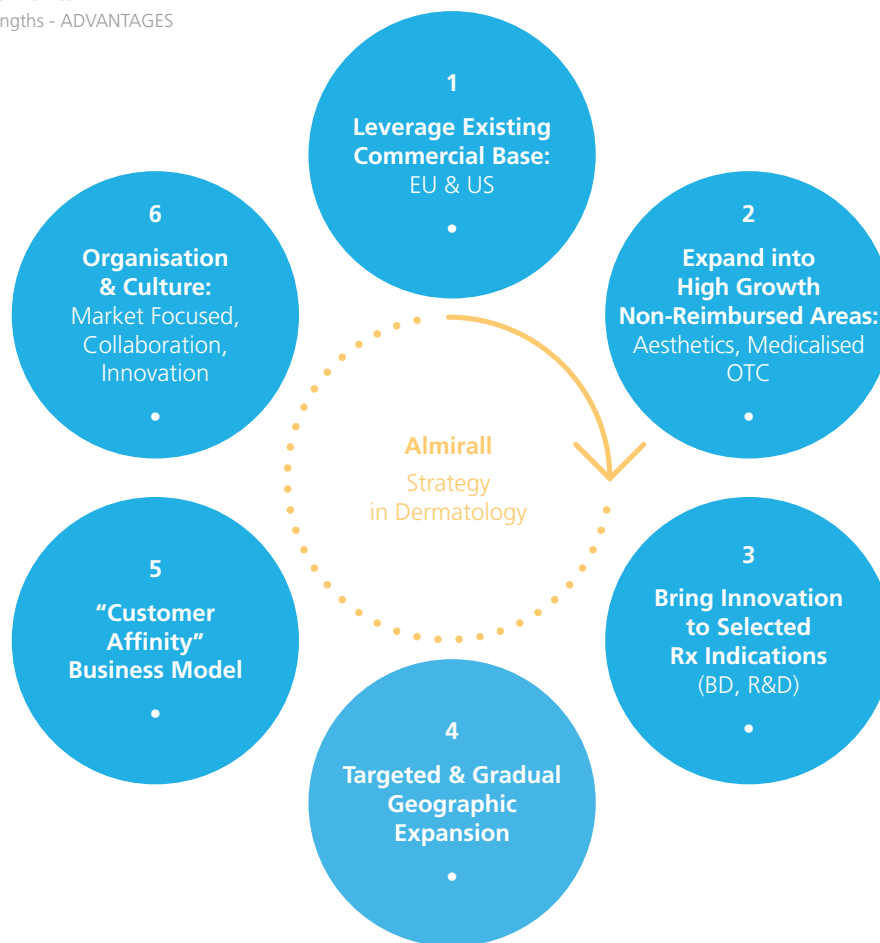 - ADVANTAGES
1
Leverage Existing
Commercial Base:
EU & US
2
Expand into
High Growth
Non-Reimbursed Areas:
Aesthetics, Medicalised
OTC
3
Bring Innovation
to Selected
Rx Indications
(BD, R&D)
4
Targeted & Gradual
Geographic
Expansion
5
“Customer
Affinity”
Business Model
6
Organisation
& Culture:
Market Focused,
Collaboration,
Innovation
Almirall
Strategy
in Dermatology